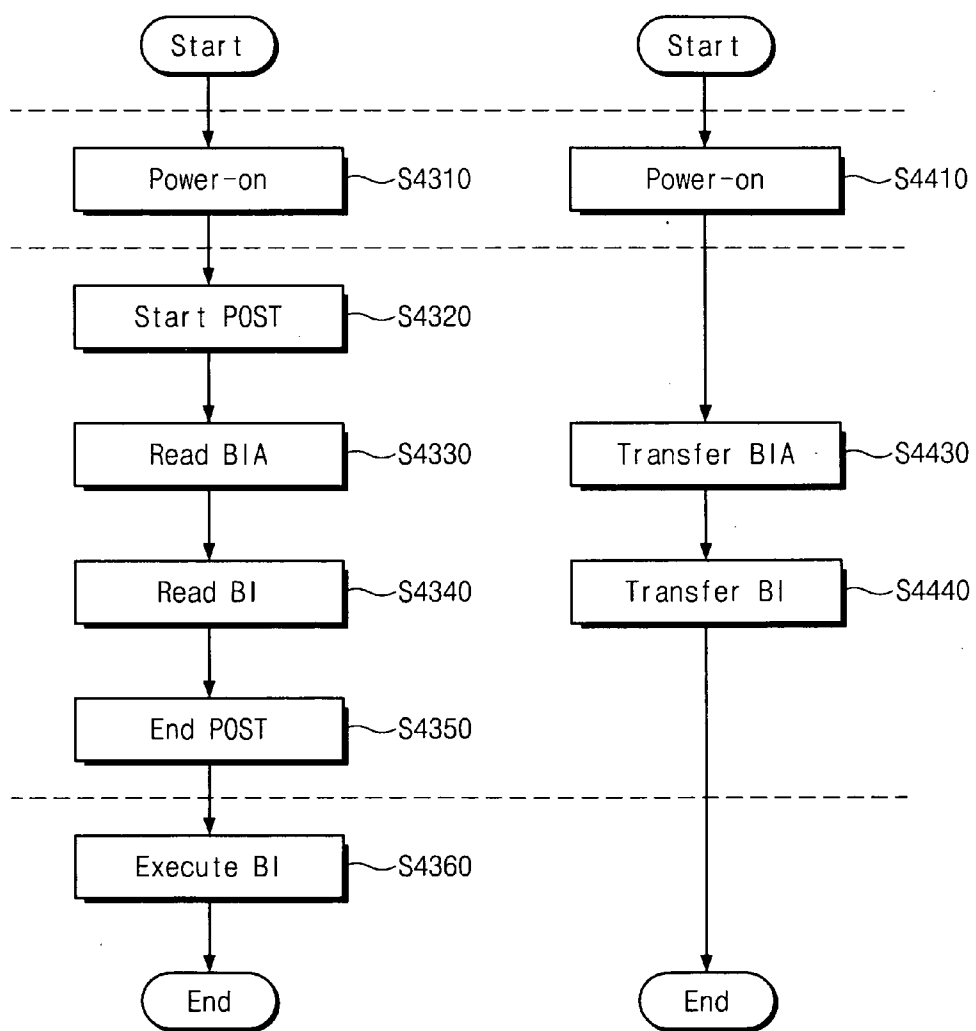 Start
Start
Power-on
S4310
Power-on
S4410
Start POST
S4320
Read BIA
S4330
Transfer BIA
S4430
Read BI
S4340
Transfer BI
S4440
End POST
S4350
Execute BI
S4360
End
End